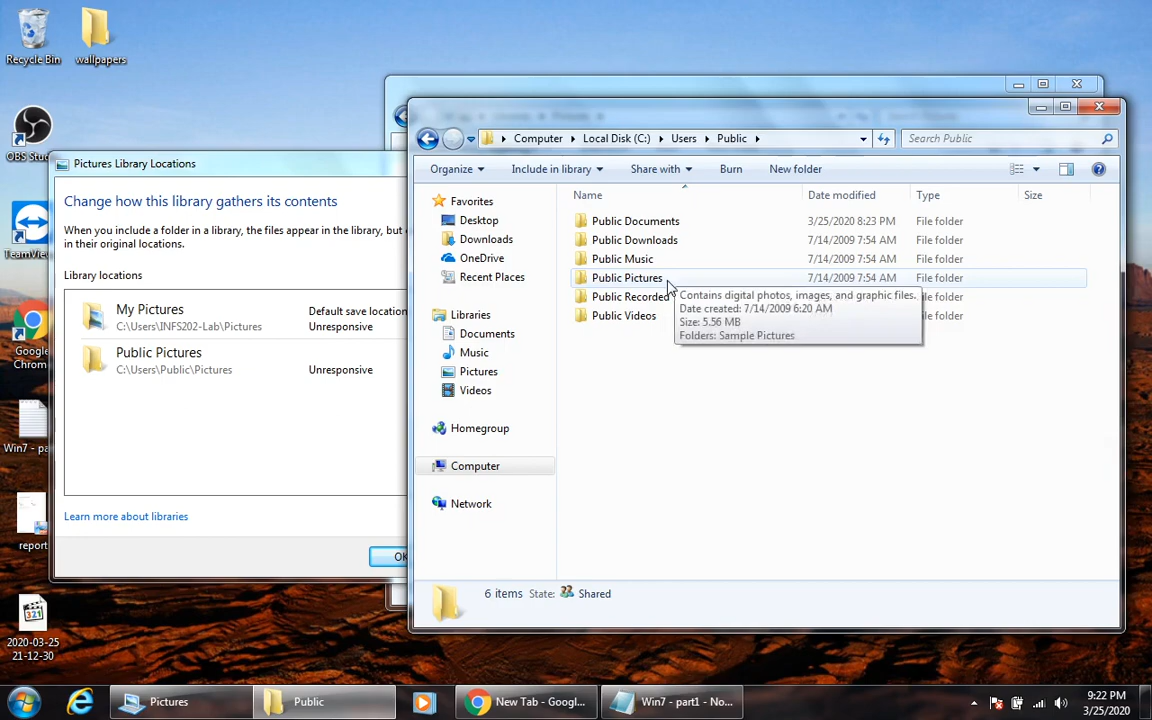 Recycle Bin
wallpapers
OBS Stud
Pictures Library Locations
Change how this library gathers its contents
When you include a folder in a library, the files appear in the library, but
in their original locations.
TeamView
Library locations
My Pictures
Default save location
C:\Users\INFS202-Lab\Pictures
Unresponsive
Public Pictures
C:\Users\Public\Pictures
Unresponsive
Google
Chrom
Win7 - pa
Learn more about libraries
OK
report
321
2020-03-25
21-12-30
Computer
Local Disk (C:)
Users
Public
Search Public
Organize
Include in library
Share with
Burn
New folder
Favorites
Desktop
Downloads
OneDrive
Recent Places
Libraries
Documents
Music
Pictures
Videos
Homegroup
Computer
Network
Name
Date modified
Type
Size
Public Documents
3/25/2020 8:23 PM
File folder
Public Downloads
7/14/2009 7:54 AM
File folder
Public Music
7/14/2009 7:54 AM
File folder
Public Pictures
7/14/2009 7:54 AM
File folder
Public Recorded
File folder
Public Videos
File folder
Contains digital photos, images, and graphic files.
Date created: 7/14/2009 6:20 AM
Size: 5.56 MB
Folders: Sample Pictures
6 items
State:
Shared
Pictures
Public
New Tab - Googl...
Win7 - part1 - No...
9:22 PM
3/25/2020